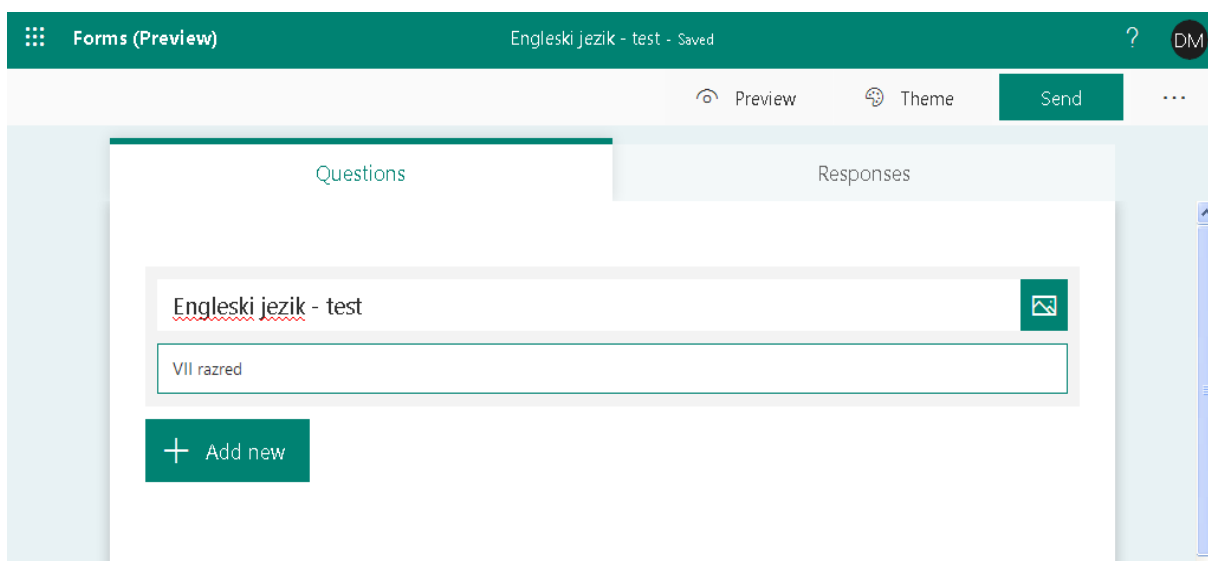 Forms (Preview) Engleski jezik - test - Saved ? DM
Preview Theme Send ...
Questions Responses
Engleski jezik - test
VII razred
+ Add new